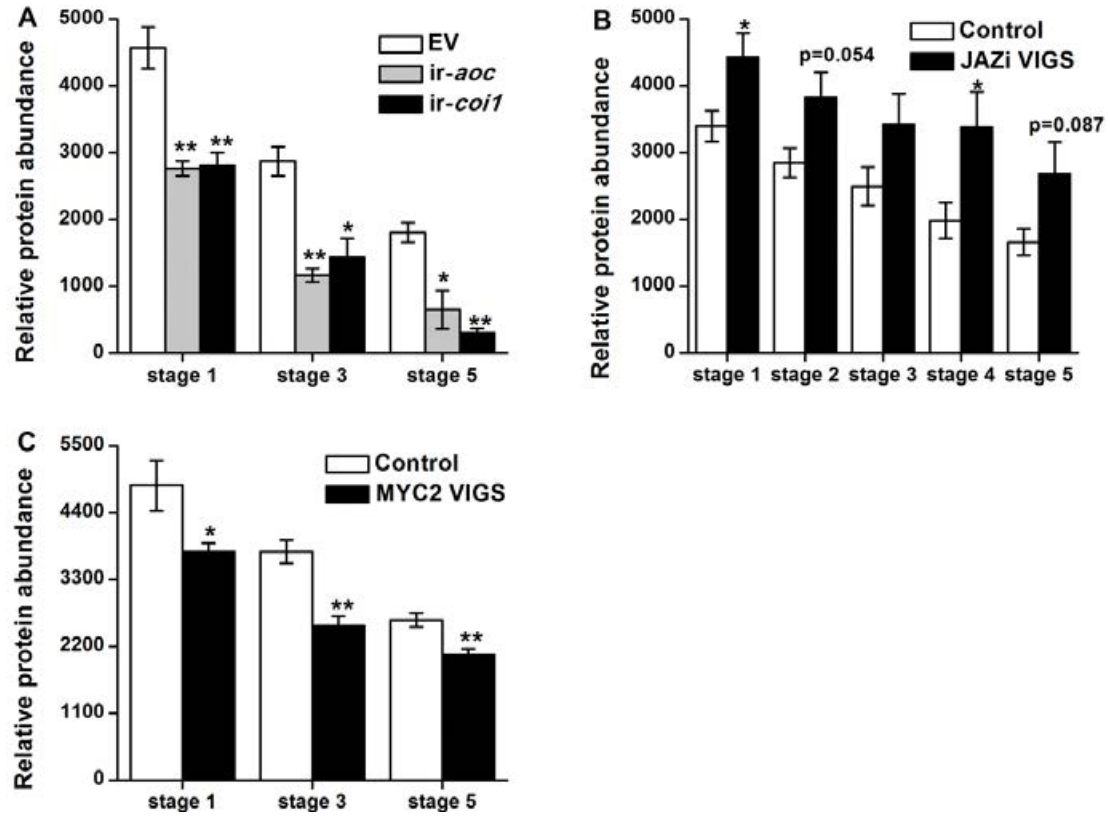 A
Relative protein abundance
5000
4000
3000
2000
1000
0
EV
ir-aoc
ir-coi1
**
**
**
*
*
**
stage 1
stage 3
stage 5
B
Relative protein abundance
5000
4000
3000
2000
1000
0
Control
JAZi VIGS
*
p=0.054
*
p=0.087
stage 1
stage 2
stage 3
stage 4
stage 5
C
Relative protein abundance
5500
4400
3300
2200
1100
0
Control
MYC2 VIGS
*
**
**
stage 1
stage 3
stage 5